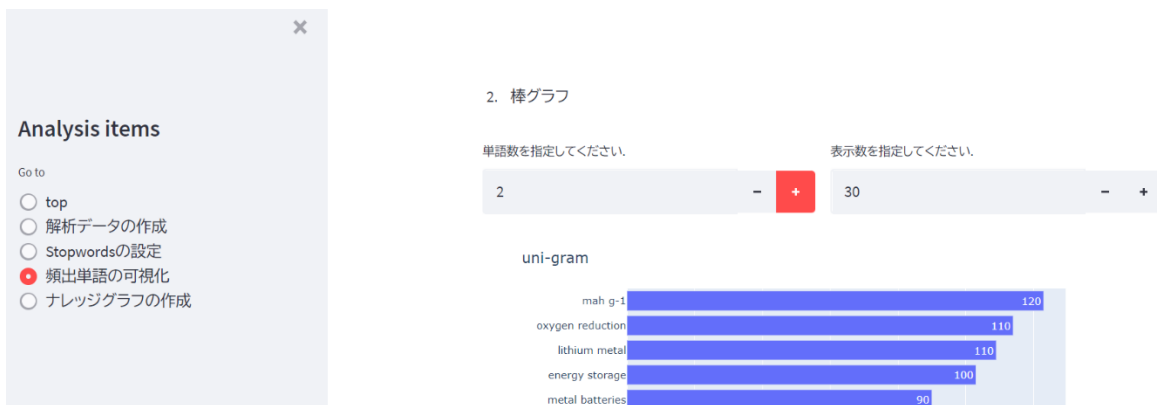 Analysis items
Go to
top
解析データの作成
Stopwordsの設定
頻出単語の可視化
ナレッジグラフの作成
2. 棒グラフ
単語数を指定してください.
表示数を指定してください.
2
30
uni-gram
mah g-1 120
oxygen reduction 110
lithium metal 110
energy storage 100
metal batteries 90